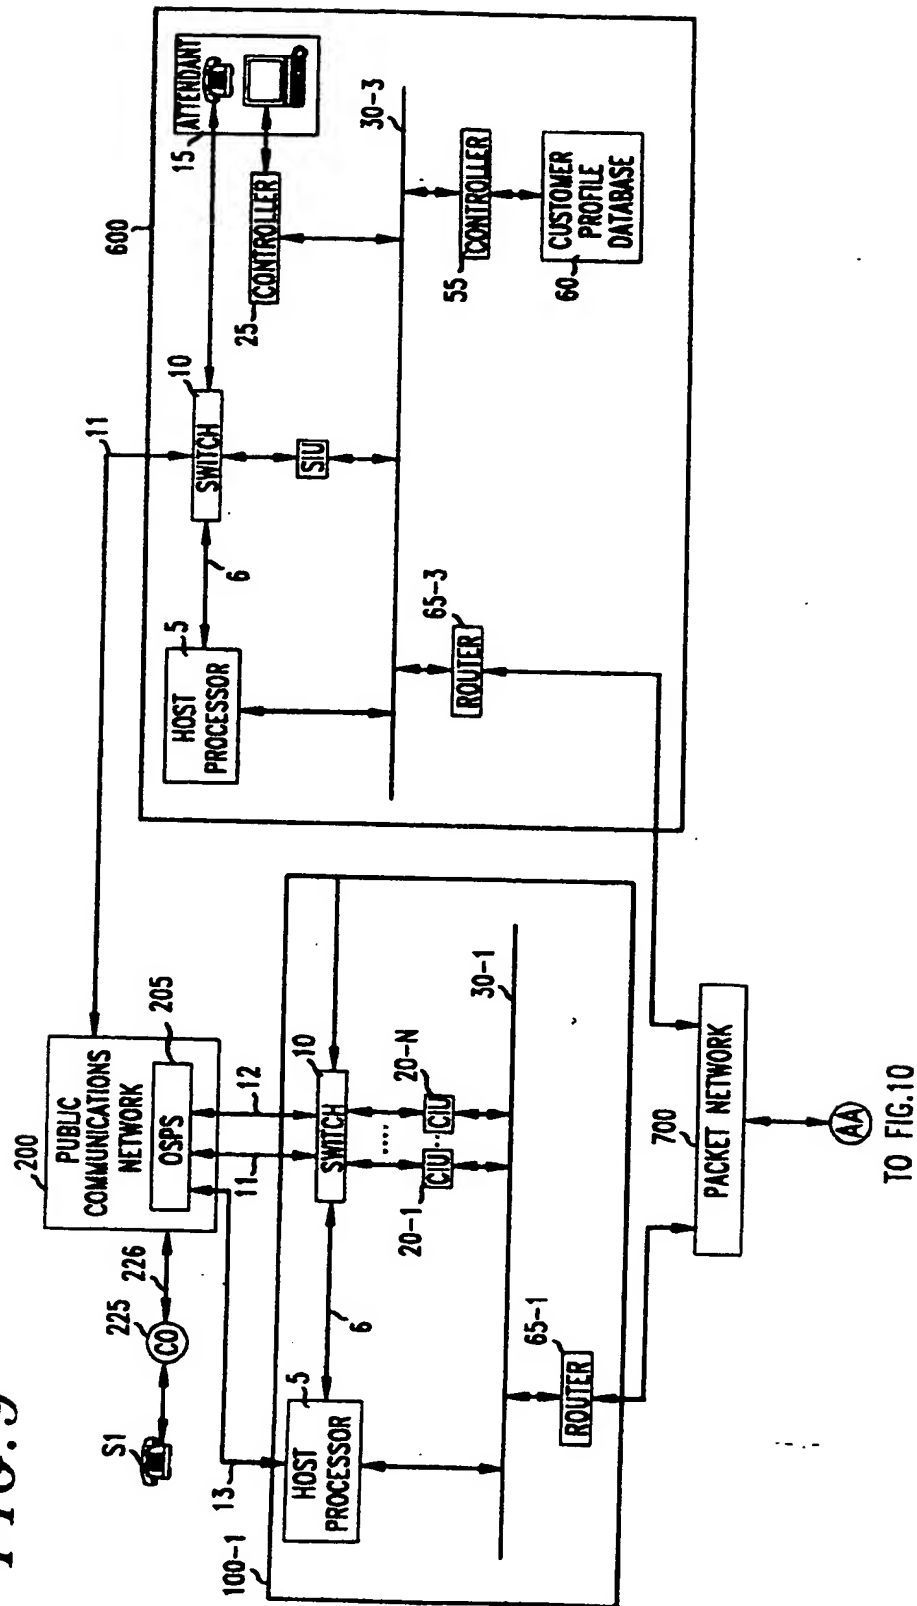 FIG. 9
S1
225
CO
226
200
PUBLIC
COMMUNICATIONS
NETWORK
OSPS
205
11
13
11
12
100-1
HOST
PROCESSOR
5
6
SWITCH
10
20-1
CIU
....
...
20-N
CIU
30-1
ROUTER
65-1
600
HOST
PROCESSOR
5
6
SWITCH
10
SIU
15
ATTENDANT
25
CONTROLLER
30-3
ROUTER
65-3
55
CONTROLLER
60
CUSTOMER
PROFILE
DATABASE
700
PACKET NETWORK
AA
TO FIG.10